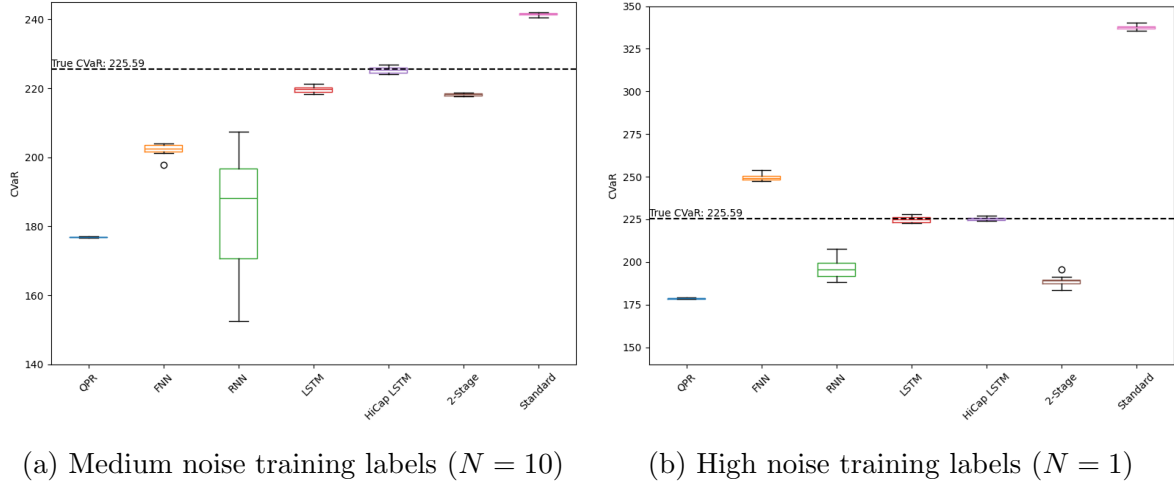 240
220
200
180
160
140
CVaR
True CVaR: 225.59
QPR
FNN
RNN
LSTM
HiCap LSTM
2-Stage
Standard
(a) Medium noise training labels (N = 10)
350
325
300
275
250
225
200
175
150
CVaR
True CVaR: 225.59
QPR
FNN
RNN
LSTM
HiCap LSTM
2-Stage
Standard
(b) High noise training labels (N = 1)